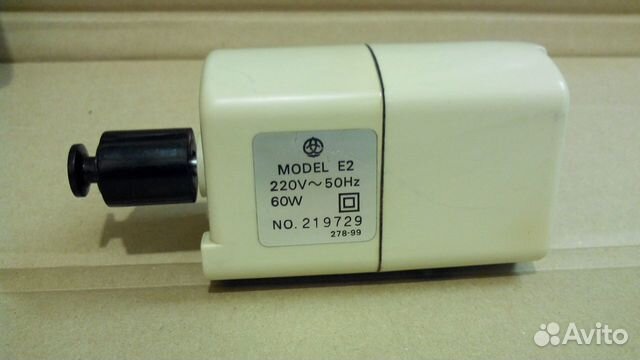 MODEL E2
220V~50Hz
60W
NO. 219729
278-99
Avito